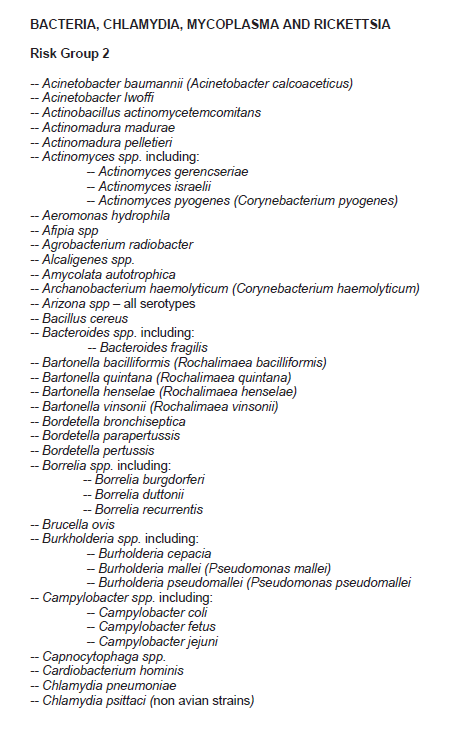 BACTERIA, CHLAMYDIA, MYCOPLASMA AND RICKETTSIA
Risk Group 2
-- Acinetobacter baumannii (Acinetobacter calcoaceticus)
-- Acinetobacter lwoffi
-- Actinobacillus actinomycetemcomitans
-- Actinomadura madurae
-- Actinomadura pelletieri
-- Actinomyces spp. including:
-- Actinomyces gerencseriae
-- Actinomyces israelii
-- Actinomyces pyogenes (Corynebacterium pyogenes)
-- Aeromonas hydrophila
-- Afipia spp
-- Agrobacterium radiobacter
-- Alcaligenes spp.
-- Amycolata autotrophica
-- Archanobacterium haemolyticum (Corynebacterium haemolyticum)
-- Arizona spp – all serotypes
-- Bacillus cereus
-- Bacteroides spp. including:
-- Bacteroides fragilis
-- Bartonella bacilliformis (Rochalimaea bacilliformis)
-- Bartonella quintana (Rochalimaea quintana)
-- Bartonella henselae (Rochalimaea henselae)
-- Bartonella vinsonii (Rochalimaea vinsonii)
-- Bordetella bronchiseptica
-- Bordetella parapertussis
-- Bordetella pertussis
-- Borrelia spp. including:
-- Borrelia burgdorferi
-- Borrelia duttonii
-- Borrelia recurrentis
-- Brucella ovis
-- Burkholderia spp. including:
-- Burholderia cepacia
-- Burholderia mallei (Pseudomonas mallei)
-- Burholderia pseudomallei (Pseudomonas pseudomallei
-- Campylobacter spp. including:
-- Campylobacter coli
-- Campylobacter fetus
-- Campylobacter jejuni
-- Capnocytophaga spp.
-- Cardiobacterium hominis
-- Chlamydia pneumoniae
-- Chlamydia psittaci (non avian strains)